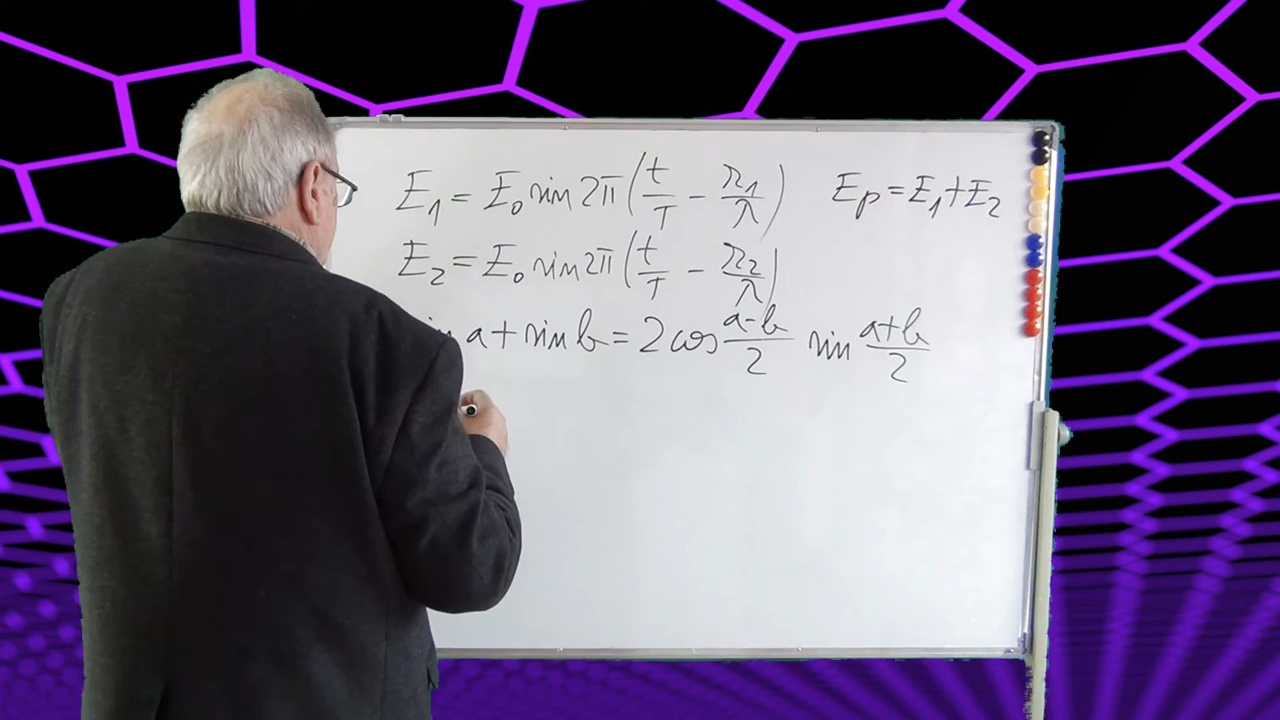 E₁ = E₀ sin 2π (t/T − r₁/λ) Eₚ = E₁ + E₂
E₂ = E₀ sin 2π (t/T − r₂/λ)
a + sin b = 2 cos (a-b)/2 sin (a+b)/2